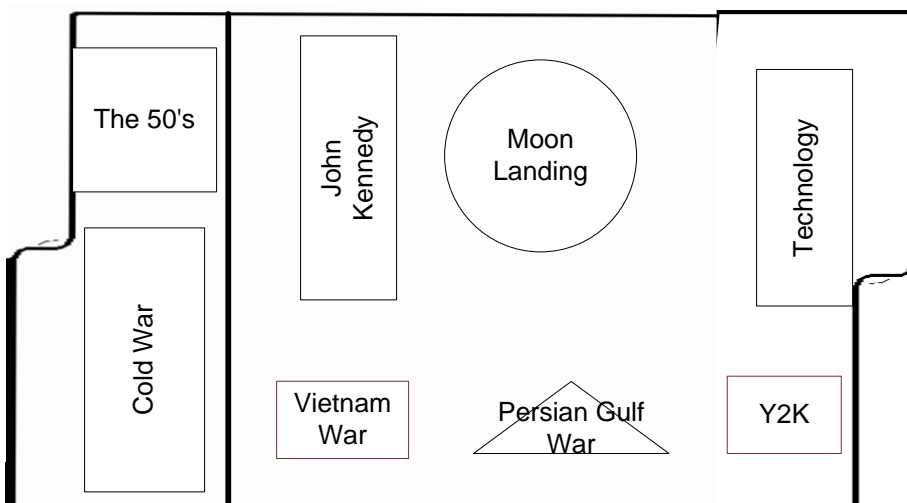 The 50's
John
Kennedy
Moon
Landing
Technology
Cold War
Vietnam
War
Persian Gulf
War
Y2K